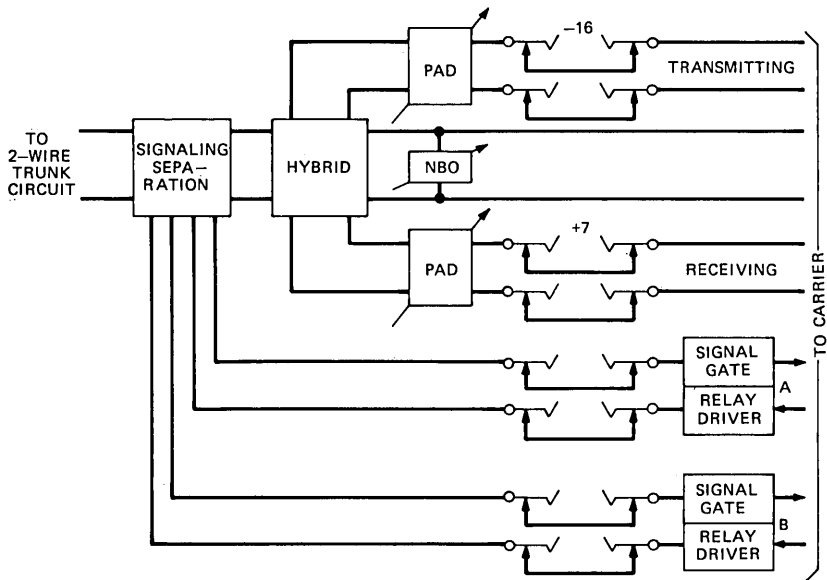 −16
PAD
TRANSMITTING
TO
2–WIRE
TRUNK
CIRCUIT
SIGNALING
SEPA–
RATION
HYBRID
NBO
+7
PAD
RECEIVING
TO CARRIER
SIGNAL
GATE
A
RELAY
DRIVER
SIGNAL
GATE
B
RELAY
DRIVER